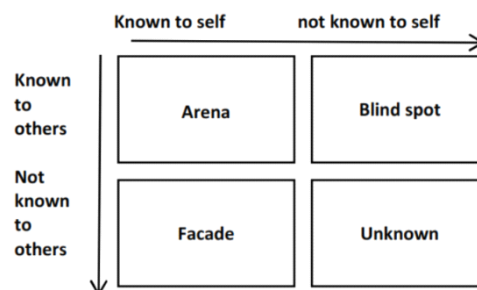 Known to self not known to self
Known
to
others
Arena Blind spot
Not
known
to
others
Facade Unknown